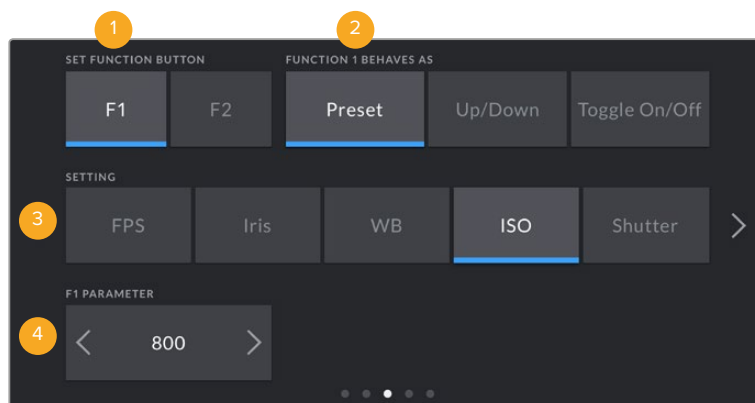 1 2
SET FUNCTION BUTTON FUNCTION 1 BEHAVES AS
F1 F2 Preset Up/Down Toggle On/Off
SETTING
3 FPS Iris WB ISO Shutter
F1 PARAMETER
4 800